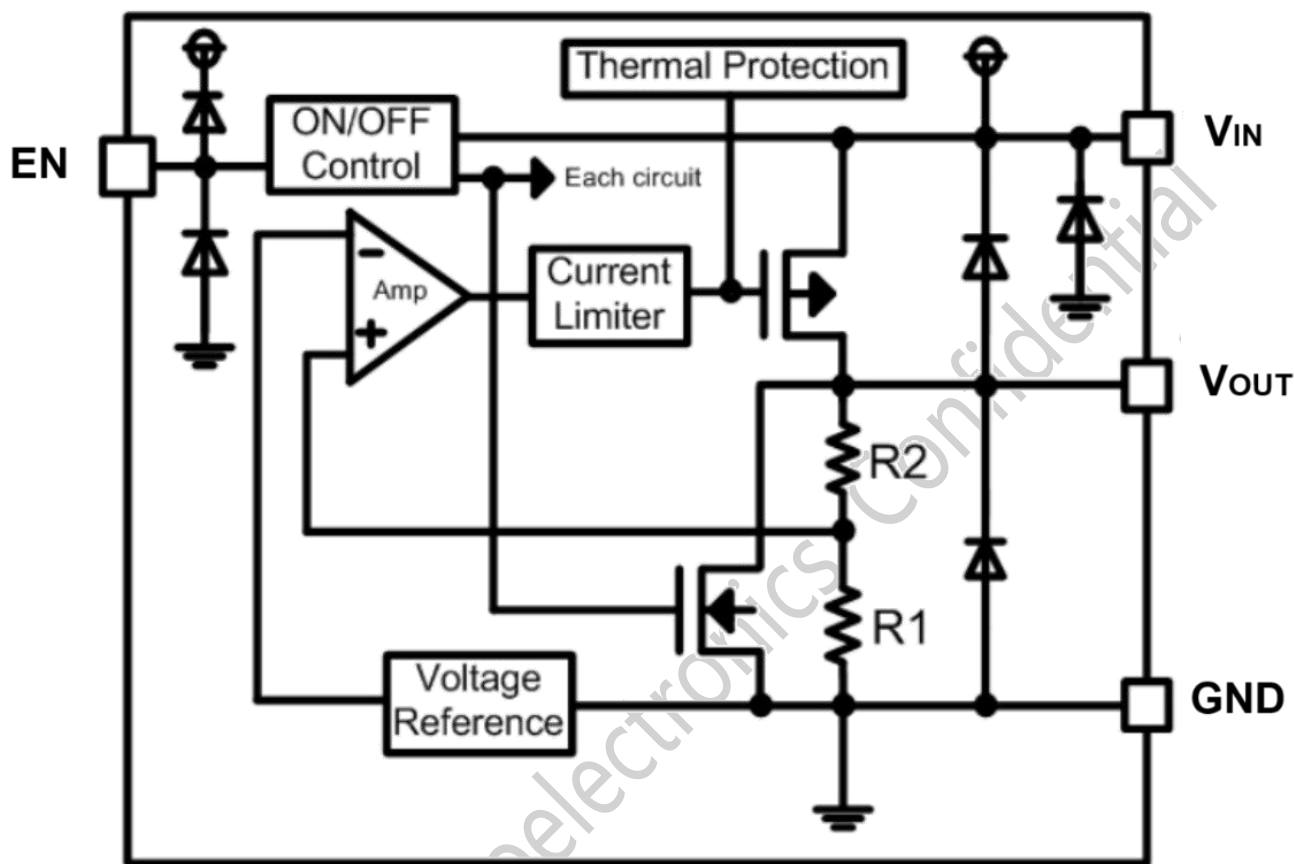 Thermal Protection
ON/OFF
Control
VIN
EN
Each circuit
-
Amp
+
Current
Limiter
VOUT
R2
R1
Voltage
Reference
GND
electronics Confidential